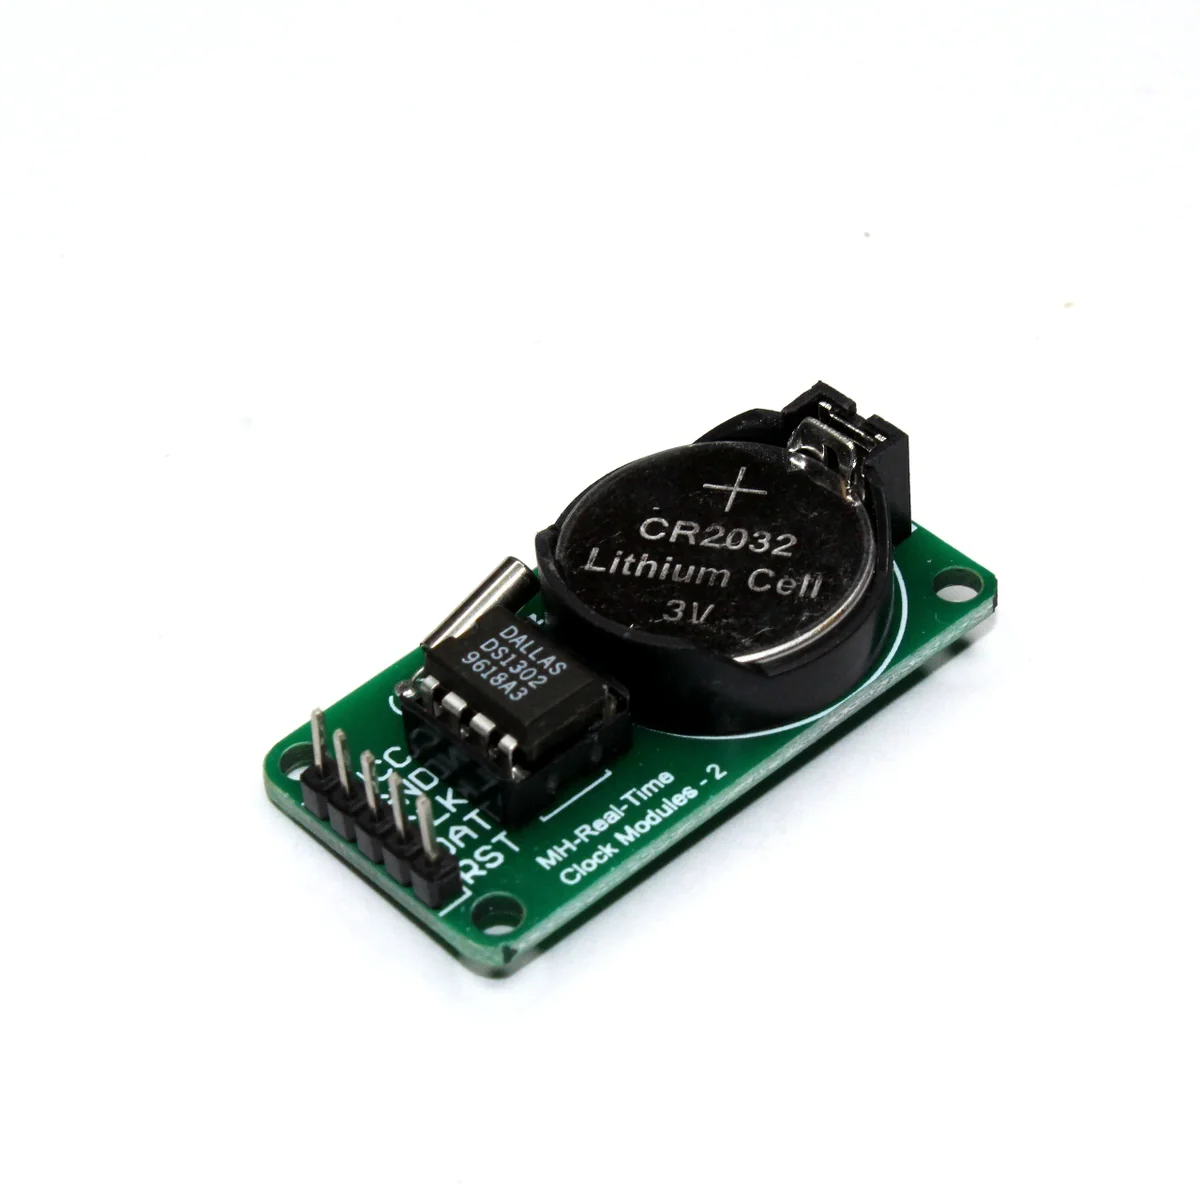 +
CR2032
Lithium Cell
3V
DALLAS
DS1302
9618A3
RST
MH-Real-Time
Clock Modules - 2